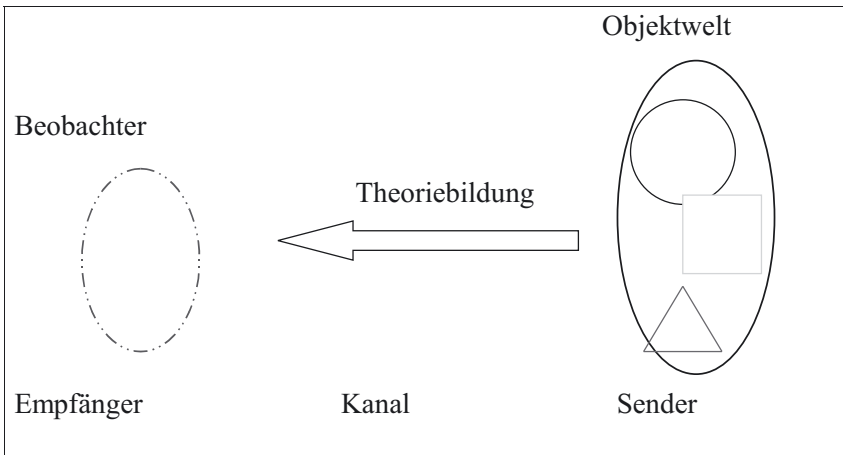 Objektwelt
Beobachter
Theoriebildung
Empfänger
Kanal
Sender